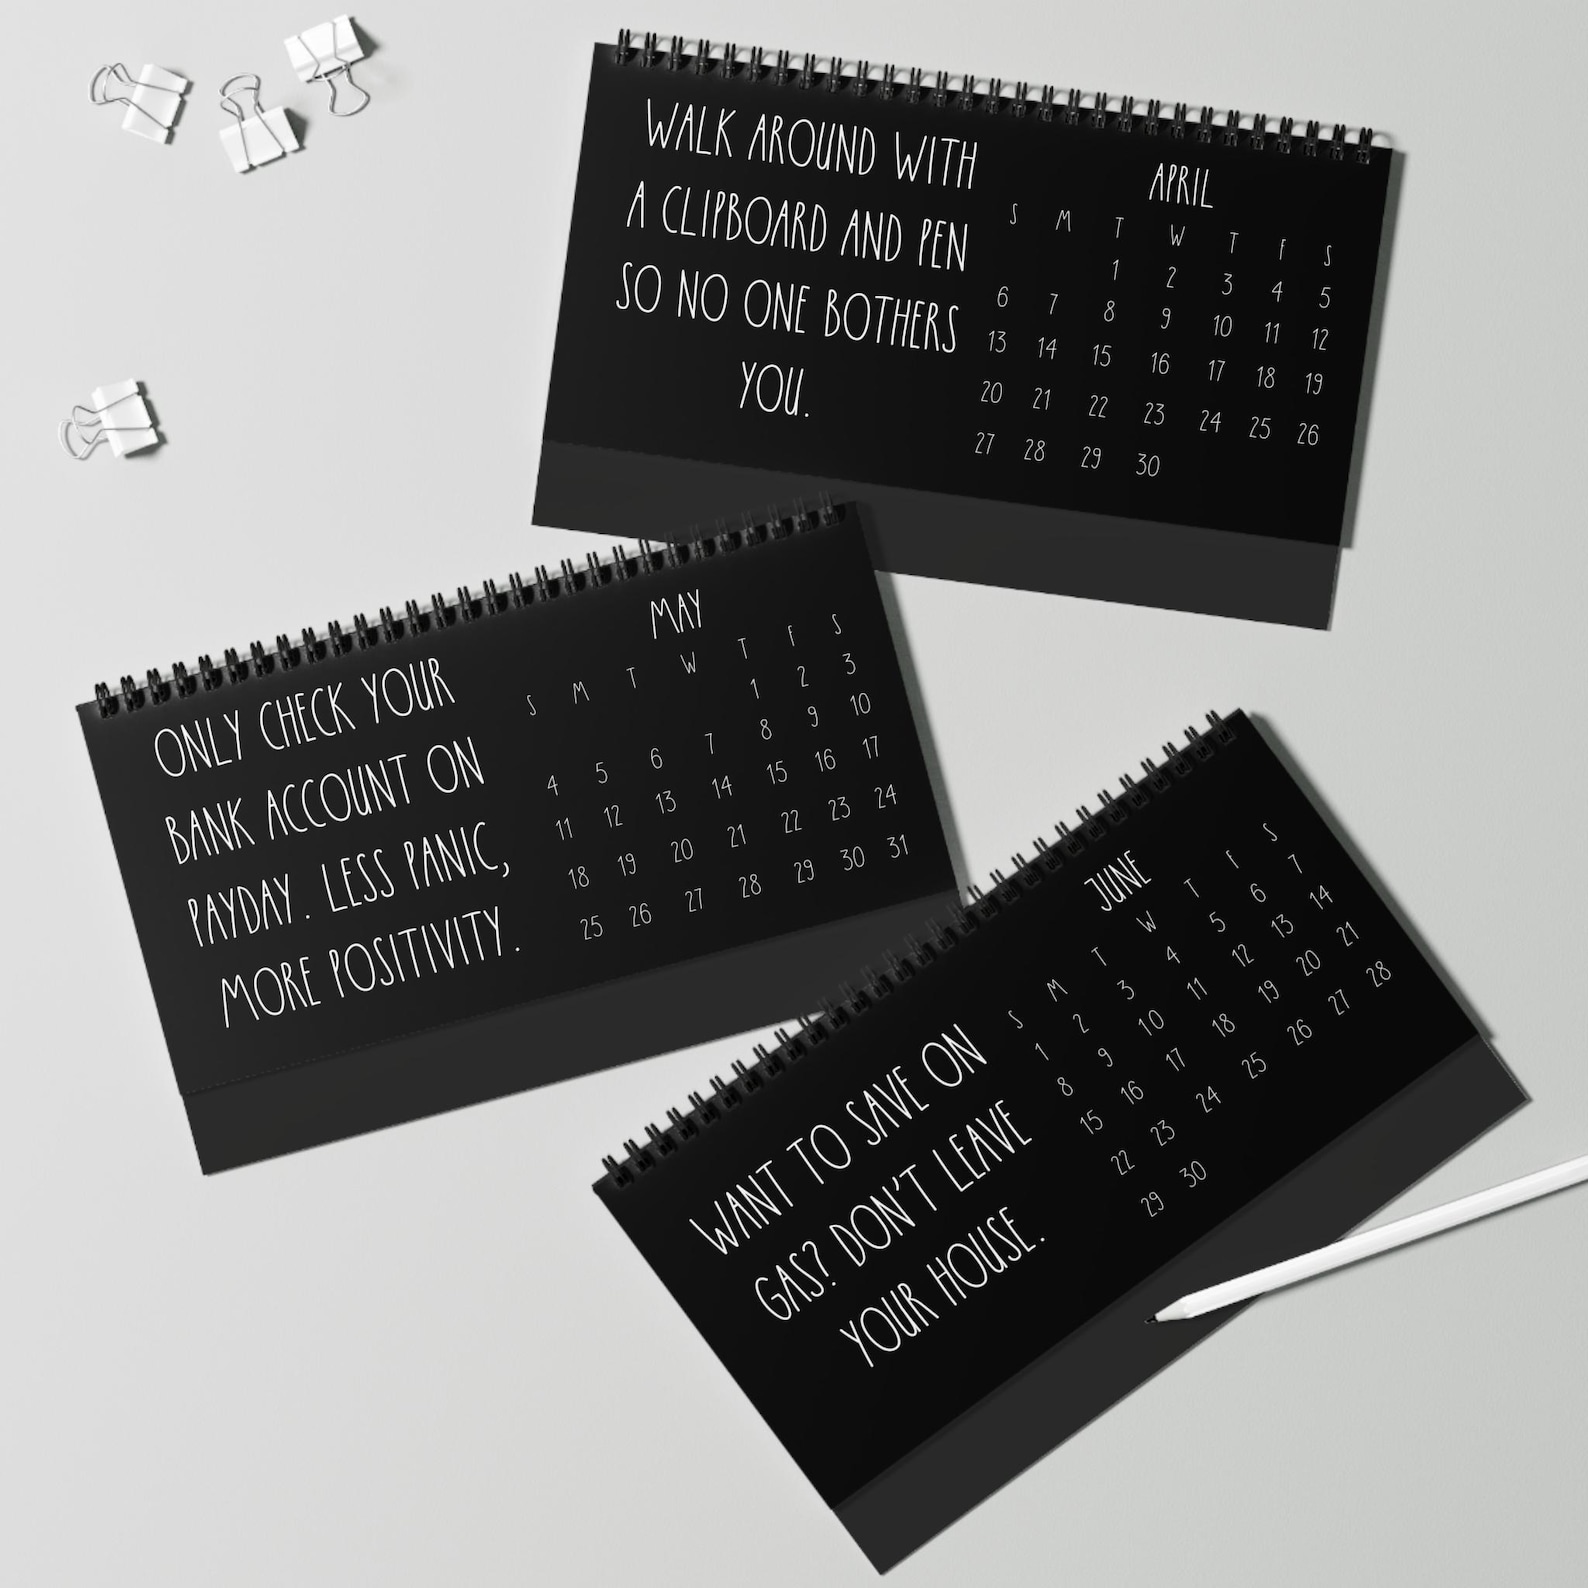 WALK AROUND WITH
A CLIPBOARD AND PEN
SO NO ONE BOTHERS
YOU.
APRIL
S M T W T F S
1 2 3 4 5
6 7 8 9 10 11 12
13 14 15 16 17 18 19
20 21 22 23 24 25 26
27 28 29 30
ONLY CHECK YOUR
BANK ACCOUNT ON
PAYDAY. LESS PANIC,
MORE POSITIVITY.
MAY
S M T W T F S
1 2 3
4 5 6 7 8 9 10
11 12 13 14 15 16 17
18 19 20 21 22 23 24
25 26 27 28 29 30 31
WANT TO SAVE ON
GAS? DON'T LEAVE
YOUR HOUSE.
JUNE
S M T W T F S
1 2 3 4 5 6 7
8 9 10 11 12 13 14
15 16 17 18 19 20 21
22 23 24 25 26 27 28
29 30